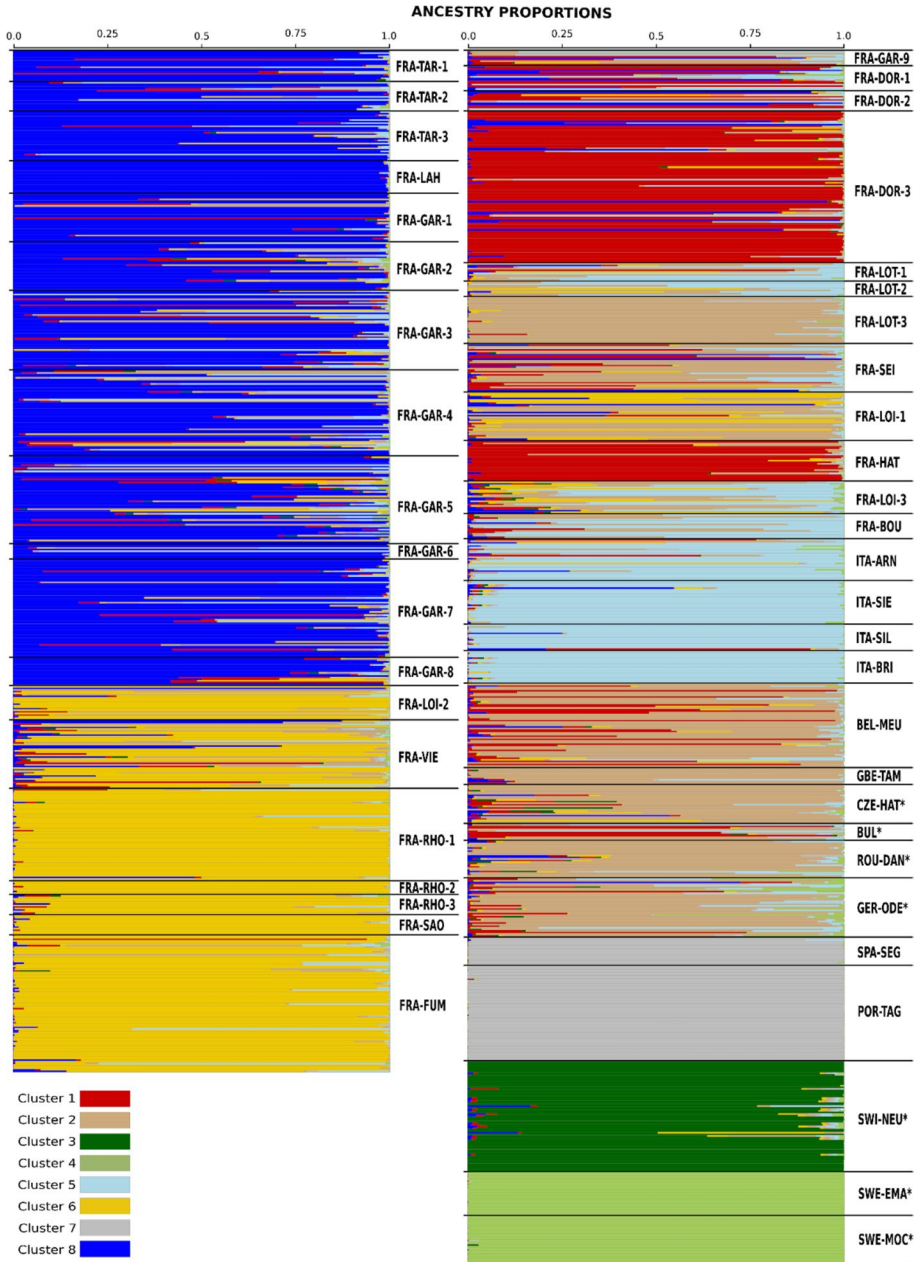 ANCESTRY PROPORTIONS
0.0 0.25 0.5 0.75 1.0
0.0 0.25 0.5 0.75 1.0
FRA-TAR-1
FRA-TAR-2
FRA-TAR-3
FRA-LAH
FRA-GAR-1
FRA-GAR-2
FRA-GAR-3
FRA-GAR-4
FRA-GAR-5
FRA-GAR-6
FRA-GAR-7
FRA-GAR-8
FRA-LOI-2
FRA-VIE
FRA-RHO-1
FRA-RHO-2
FRA-RHO-3
FRA-SAO
FRA-FUM
FRA-GAR-9
FRA-DOR-1
FRA-DOR-2
FRA-DOR-3
FRA-LOT-1
FRA-LOT-2
FRA-LOT-3
FRA-SEI
FRA-LOI-1
FRA-HAT
FRA-LOI-3
FRA-BOU
ITA-ARN
ITA-SIE
ITA-SIL
ITA-BRI
BEL-MEU
GBE-TAM
CZE-HAT*
BUL*
ROU-DAN*
GER-ODE*
SPA-SEG
POR-TAG
SWI-NEU*
SWE-EMA*
SWE-MOC*
Cluster 1
Cluster 2
Cluster 3
Cluster 4
Cluster 5
Cluster 6
Cluster 7
Cluster 8